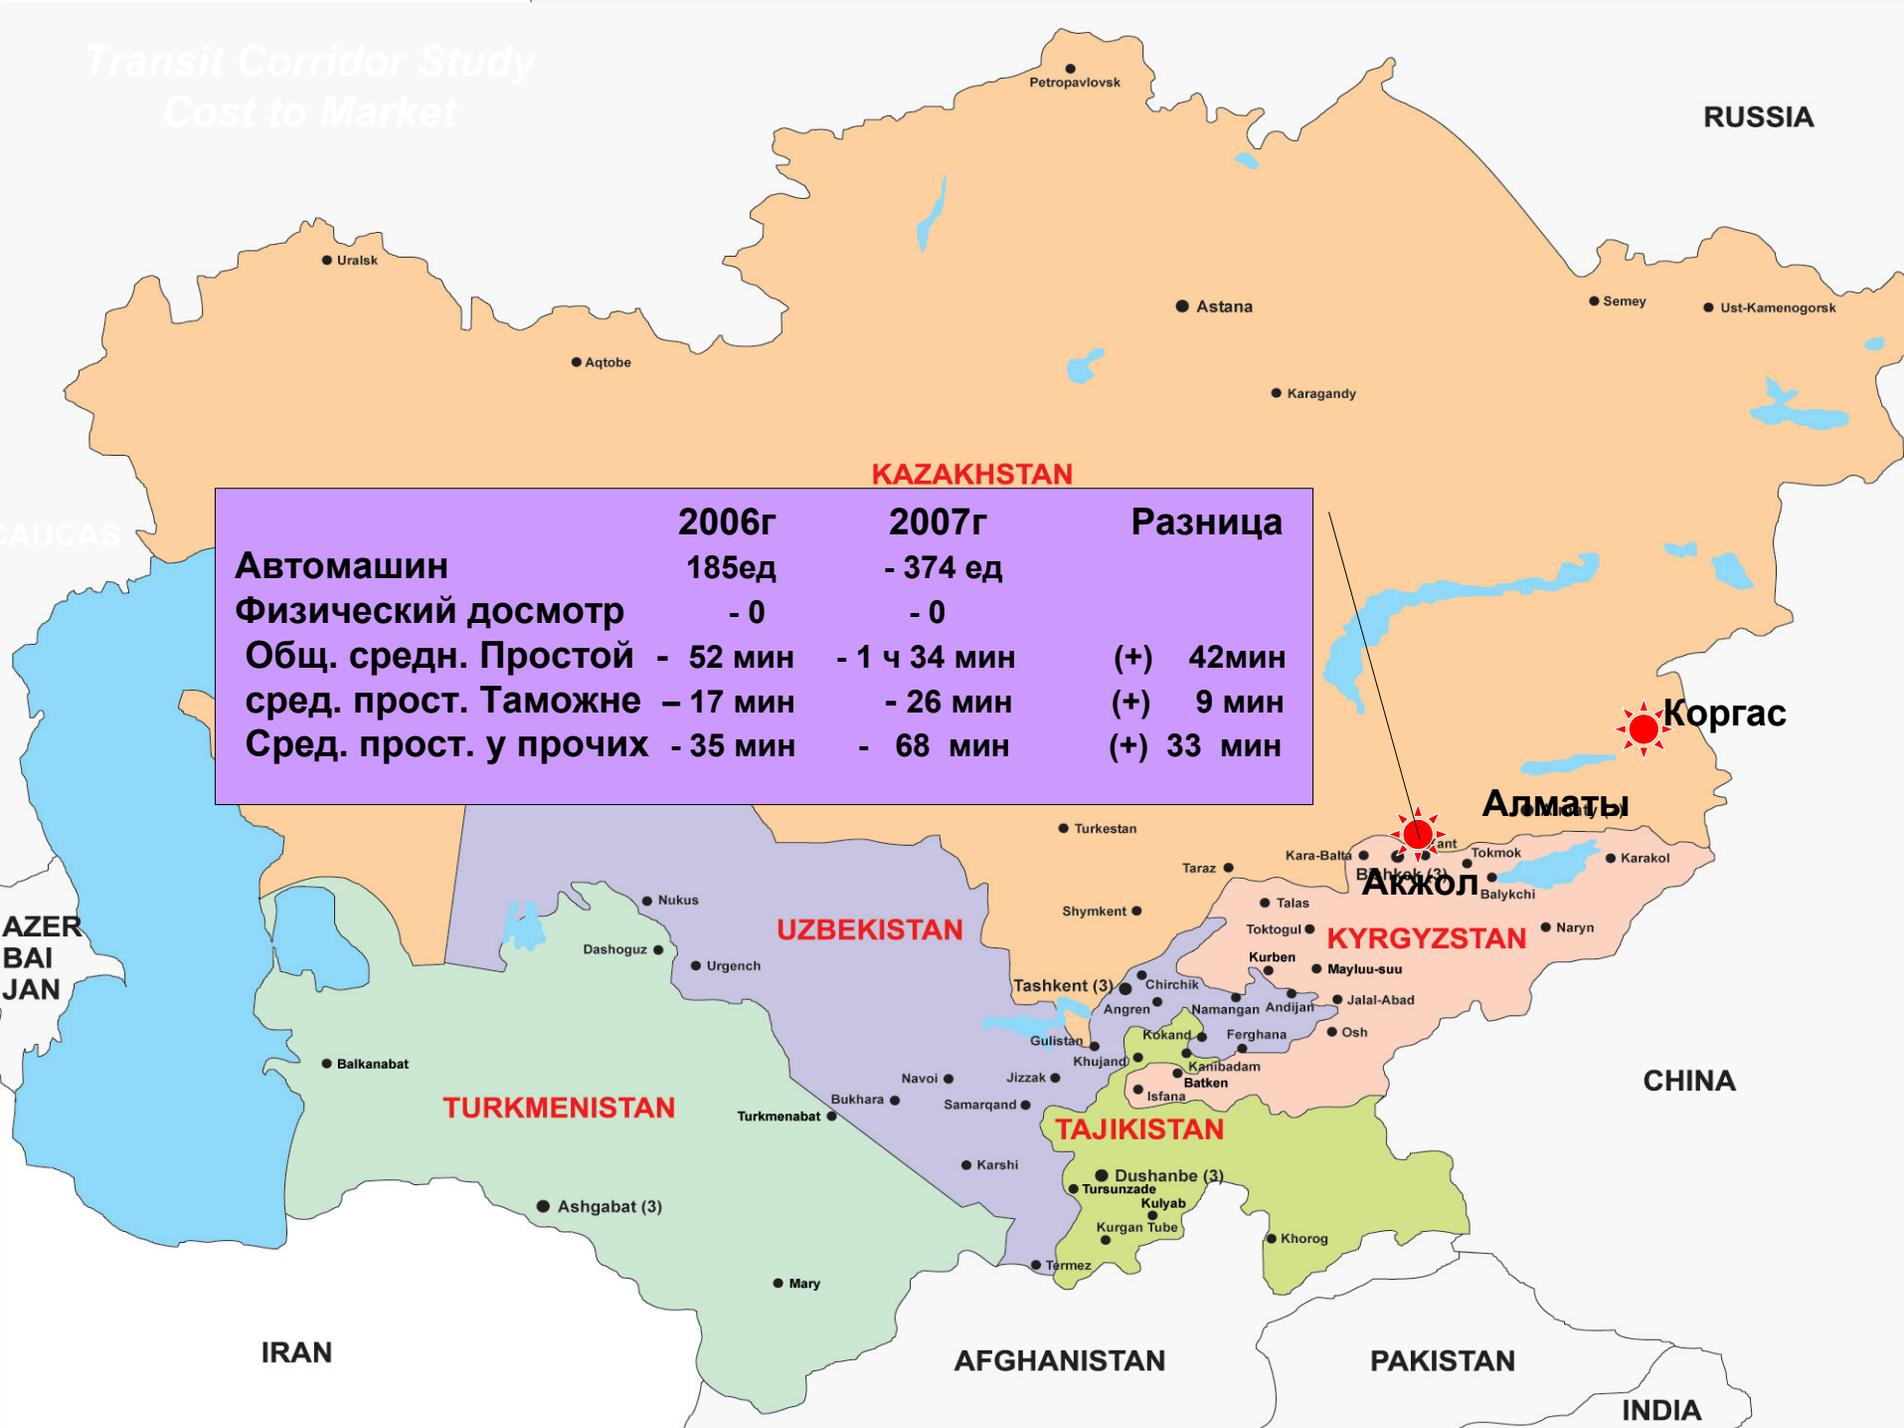 Transit Corridor Study
Cost to Market
Petropavlovsk
RUSSIA
Uralsk
Astana
Semey
Ust-Kamenogorsk
Aqtobe
Karagandy
KAZAKHSTAN
CAUCAS
2006г 2007г Разница
Автомашин 185ед - 374 ед
Физический досмотр - 0 - 0
Общ. средн. Простой - 52 мин - 1 ч 34 мин (+) 42мин
сред. прост. Таможне – 17 мин - 26 мин (+) 9 мин
Сред. прост. у прочих - 35 мин - 68 мин (+) 33 мин
Коргас
Алматы
Turkestan
Kara-Balta
Tokmok
Karakol
Taraz
Bishkek (3)
Акжол
Balykchi
Nukus
Talas
Shymkent
AZER
BAI
JAN
UZBEKISTAN
Toktogul
KYRGYZSTAN
Naryn
Dashoguz
Urgench
Kurben
Mayluu-suu
Tashkent (3)
Chirchik
Angren
Namangan
Andijan
Jalal-Abad
Gulistan
Kokand
Ferghana
Osh
Khujand
Kanibadam
Balkanabat
Navoi
Jizzak
Batken
Isfana
CHINA
TURKMENISTAN
Turkmenabat
Bukhara
Samarqand
TAJIKISTAN
Karshi
Dushanbe (3)
Tursunzade
Kulyab
Ashgabat (3)
Kurgan Tube
Khorog
Termez
Mary
IRAN
AFGHANISTAN
PAKISTAN
INDIA